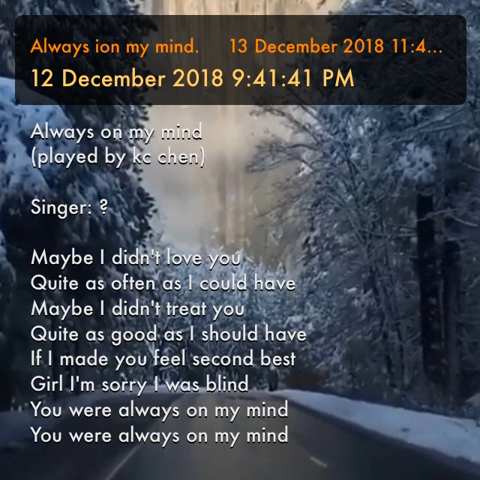 Always ion my mind. 13 December 2018 11:4...
12 December 2018 9:41:41 PM
Always on my mind
(played by kc chen)
Singer: ?
Maybe I didn't love you
Quite as often as I could have
Maybe I didn't treat you
Quite as good as I should have
If I made you feel second best
Girl I'm sorry I was blind
You were always on my mind
You were always on my mind